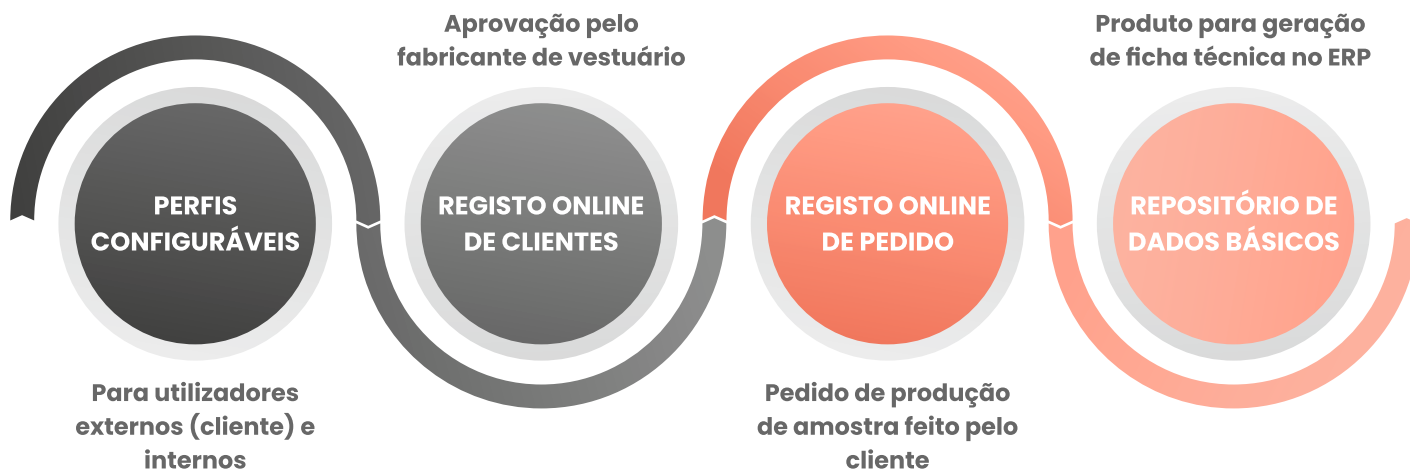 PERFIS
CONFIGURÁVEIS
Para utilizadores
externos (cliente) e
internos
Aprovação pelo
fabricante de vestuário
REGISTO ONLINE
DE CLIENTES
REGISTO ONLINE
DE PEDIDO
Pedido de produção
de amostra feito pelo
cliente
Produto para geração
de ficha técnica no ERP
REPOSITÓRIO DE
DADOS BÁSICOS